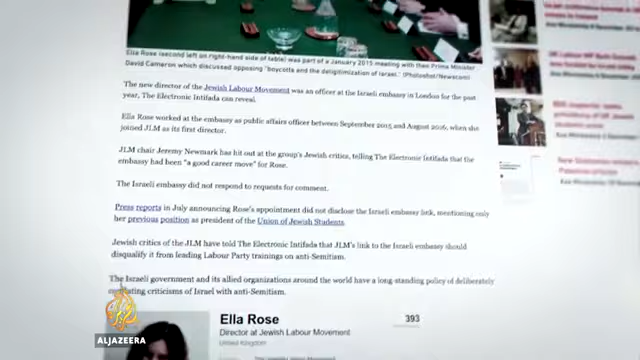 Ella Rose (second left on right-hand side of table) was part of a January 2015 meeting with then Prime Minister
David Cameron which discussed opposing "boycotts and the delegitimization of Israel." (Photoshot/Newscom)
The new director of the Jewish Labour Movement was an officer at the Israeli embassy in London for the past
year, The Electronic Intifada can reveal.
Ella Rose worked at the embassy as public affairs officer between September 2015 and August 2016, when she
joined JLM as its first director.
JLM chair Jeremy Newmark has hit out at the group's Jewish critics, telling The Electronic Intifada that the
embassy had been "a good career move" for Rose.
The Israeli embassy did not respond to requests for comment.
Press reports in July announcing Rose's appointment did not disclose the Israeli embassy link, mentioning only
her previous position as president of the Union of Jewish Students.
Jewish critics of the JLM have told The Electronic Intifada that JLM's link to the Israeli embassy should
disqualify it from leading Labour Party trainings on anti-Semitism.
The Israeli government and its allied organizations around the world have a long-standing policy of deliberately
criticisms of Israel with anti-Semitism.
Ella Rose
393
Director at Jewish Labour Movement
United Kingdom
ALJAZEERA